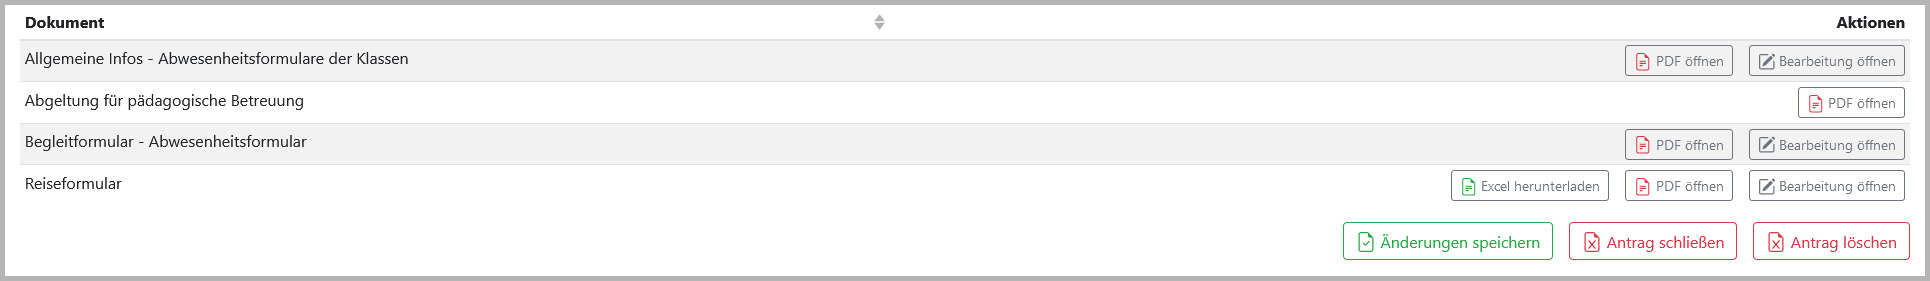 Dokument Aktionen
Allgemeine Infos - Abwesenheitsformulare der Klassen PDF öffnen Bearbeitung öffnen
Abgeltung für pädagogische Betreuung PDF öffnen
Begleitformular - Abwesenheitsformular PDF öffnen Bearbeitung öffnen
Reiseformular Excel herunterladen PDF öffnen Bearbeitung öffnen
Änderungen speichern Antrag schließen Antrag löschen